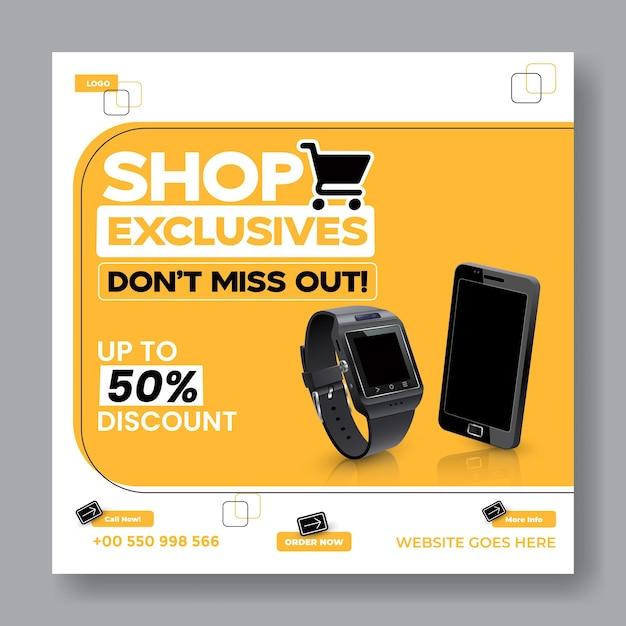 LOGO
SHOP
EXCLUSIVES
DON'T MISS OUT!
UP TO
50%
DISCOUNT
Call Now!
+00 550 998 566
ORDER NOW
More Info
WEBSITE GOES HERE